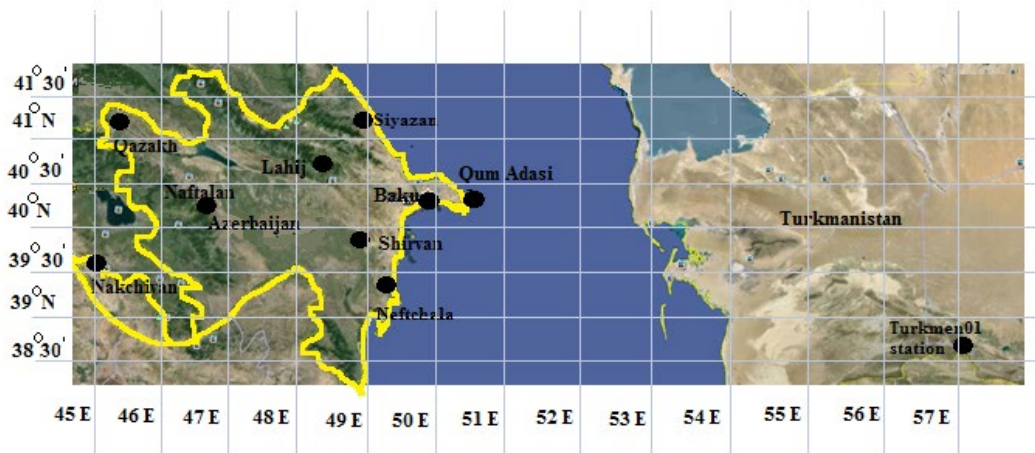 41° 30'
41° N
Siyazan
Qazakh
Lahij
40° 30'
Qum Adasi
Naftalan
Baku
40° N
Azerbaijan
Turkmanistan
Shirvan
39° 30'
Nakchivan
39° N
Neftchala
Turkmen01
station
38° 30'
45 E 46 E 47 E 48 E 49 E 50 E 51 E 52 E 53 E 54 E 55 E 56 E 57 E